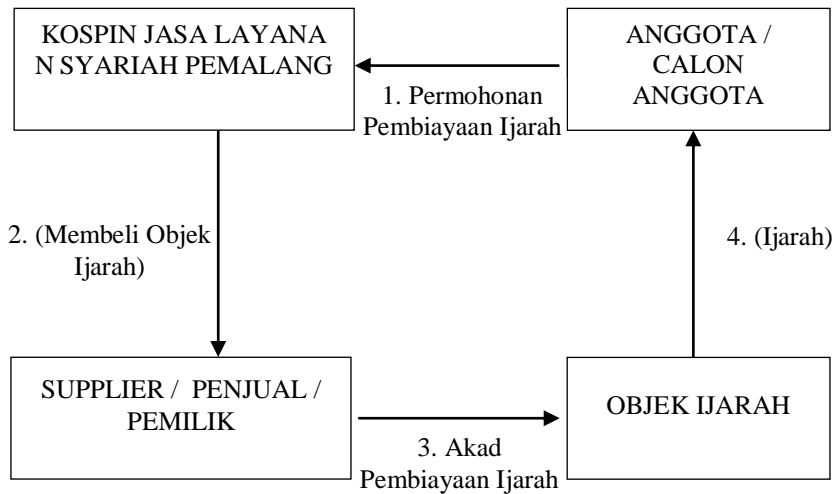 KOSPIN JASA LAYANA
N SYARIAH PEMALANG
ANGGOTA /
CALON
ANGGOTA
1. Permohonan
Pembiayaan Ijarah
2. (Membeli Objek
Ijarah)
4. (Ijarah)
SUPPLIER / PENJUAL /
PEMILIK
OBJEK IJARAH
3. Akad
Pembiayaan Ijarah